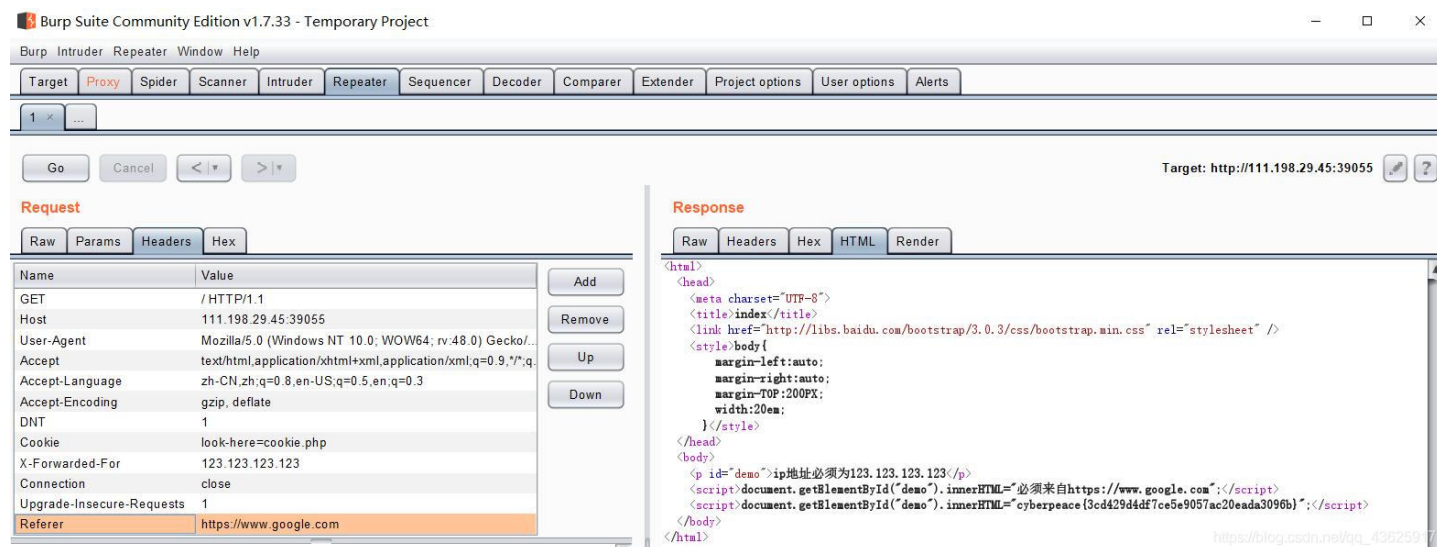 Burp Suite Community Edition v1.7.33 - Temporary Project
Burp Intruder Repeater Window Help
Target Proxy Spider Scanner Intruder Repeater Sequencer Decoder Comparer Extender Project options User options Alerts
1 × ...
Go Cancel < > Target: http://111.198.29.45:39055 ?
Request
Raw Params Headers Hex
Name Value
GET / HTTP/1.1
Host 111.198.29.45:39055
User-Agent Mozilla/5.0 (Windows NT 10.0; WOW64; rv:48.0) Gecko/...
Accept text/html,application/xhtml+xml,application/xml;q=0.9,*/*;q...
Accept-Language zh-CN,zh;q=0.8,en-US;q=0.5,en;q=0.3
Accept-Encoding gzip, deflate
DNT 1
Cookie look-here=cookie.php
X-Forwarded-For 123.123.123.123
Connection close
Upgrade-Insecure-Requests 1
Referer https://www.google.com
Add
Remove
Up
Down
Response
Raw Headers Hex HTML Render
<html>
<head>
<meta charset="UTF-8">
<title>index</title>
<link href="http://libs.baidu.com/bootstrap/3.0.3/css/bootstrap.min.css" rel="stylesheet" />
<style>body{
margin-left:auto;
margin-right:auto;
margin-TOP:200PX;
width:20em;
}</style>
</head>
<body>
<p id="demo">ip地址必须为123.123.123.123</p>
<script>document.getElementById("demo").innerHTML="必须来自https://www.google.com";</script>
<script>document.getElementById("demo").innerHTML="cyberpeace{3cd429d4df7ce5e9057ac20eada3096b}";</script>
</body>
</html>
https://blog.csdn.net/qq_43625917